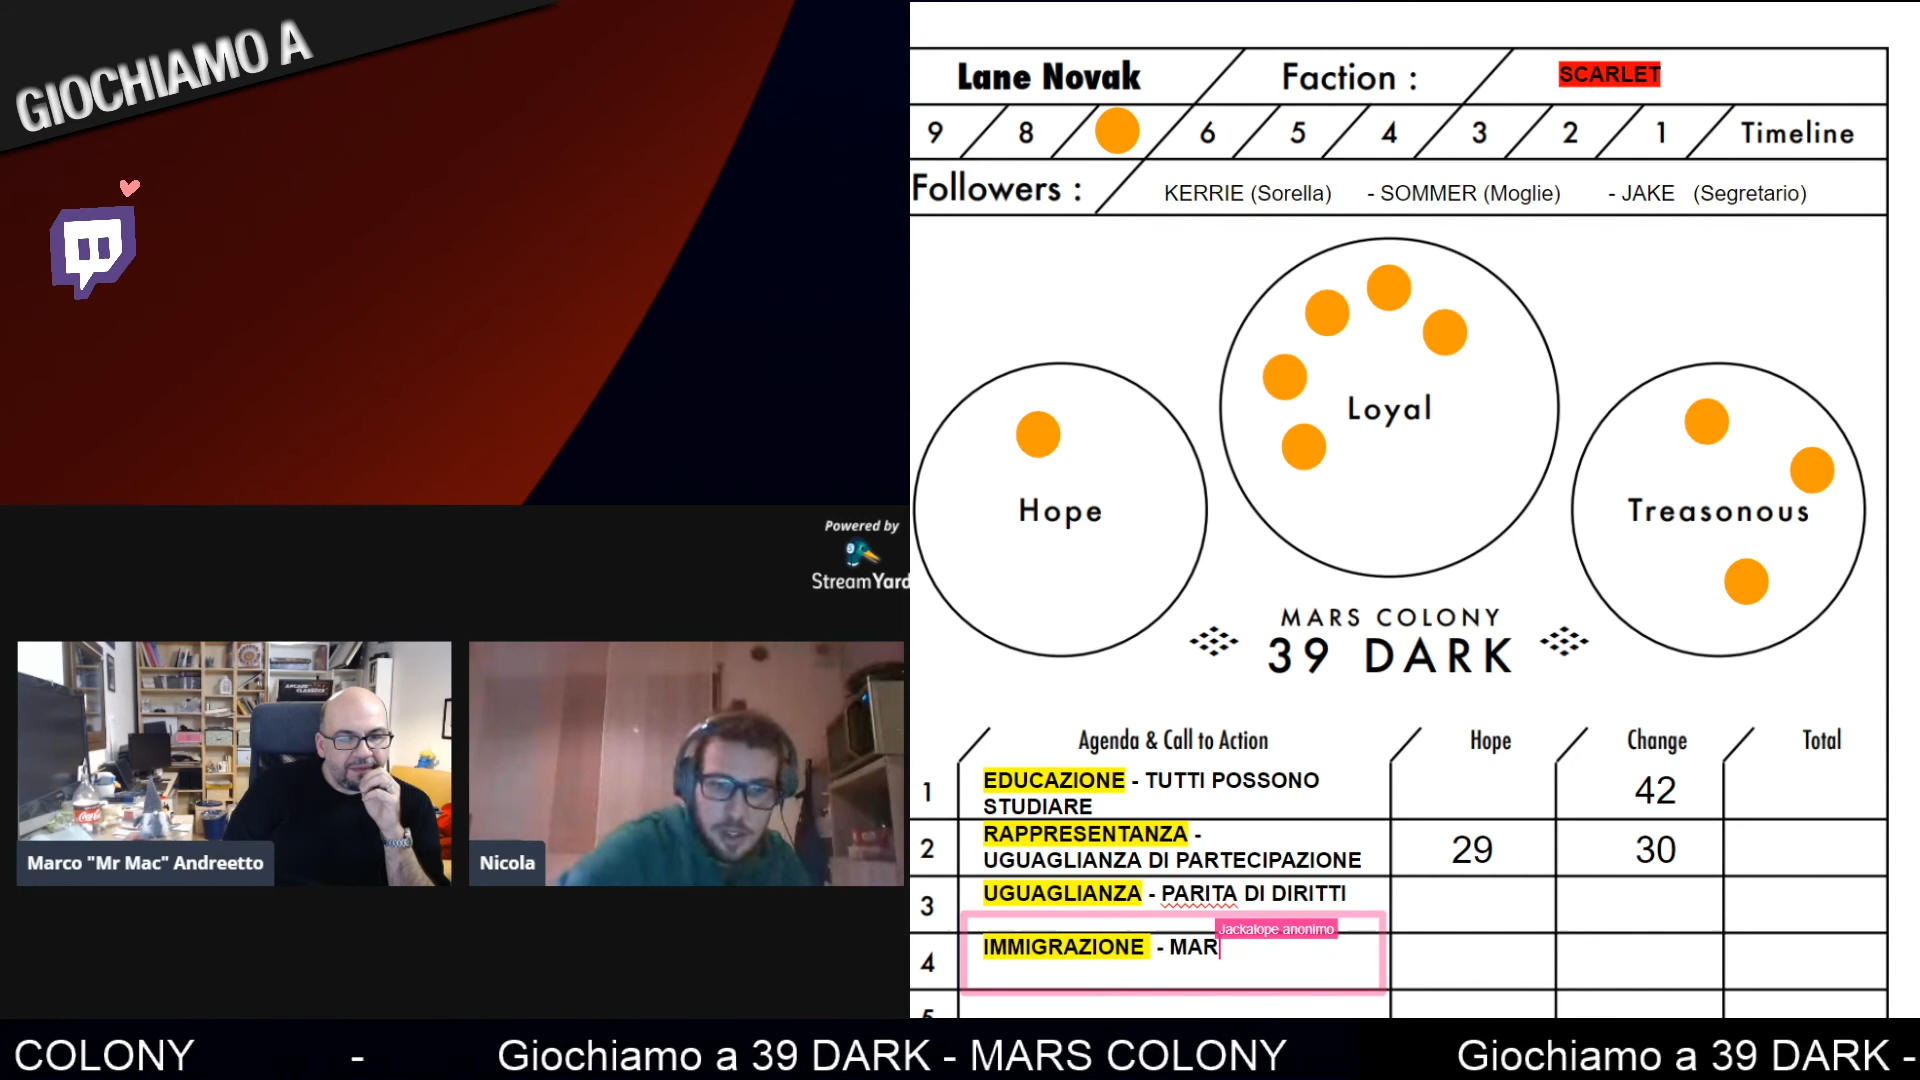 GIOCHIAMO A
Powered by
StreamYard
Marco "Mr Mac" Andreetto
Nicola
Lane Novak
Faction :
SCARLET
9 8 6 5 4 3 2 1 Timeline
Followers :
KERRIE (Sorella) - SOMMER (Moglie) - JAKE (Segretario)
Loyal
Hope
Treasonous
MARS COLONY
39 DARK
Agenda & Call to Action Hope Change Total
1 EDUCAZIONE - TUTTI POSSONO
STUDIARE
42
2 RAPPRESENTANZA -
UGUAGLIANZA DI PARTECIPAZIONE
29 30
3 UGUAGLIANZA - PARITA DI DIRITTI
Jackalope anonimo
4 IMMIGRAZIONE - MAR
5
COLONY - Giochiamo a 39 DARK - MARS COLONY Giochiamo a 39 DARK -